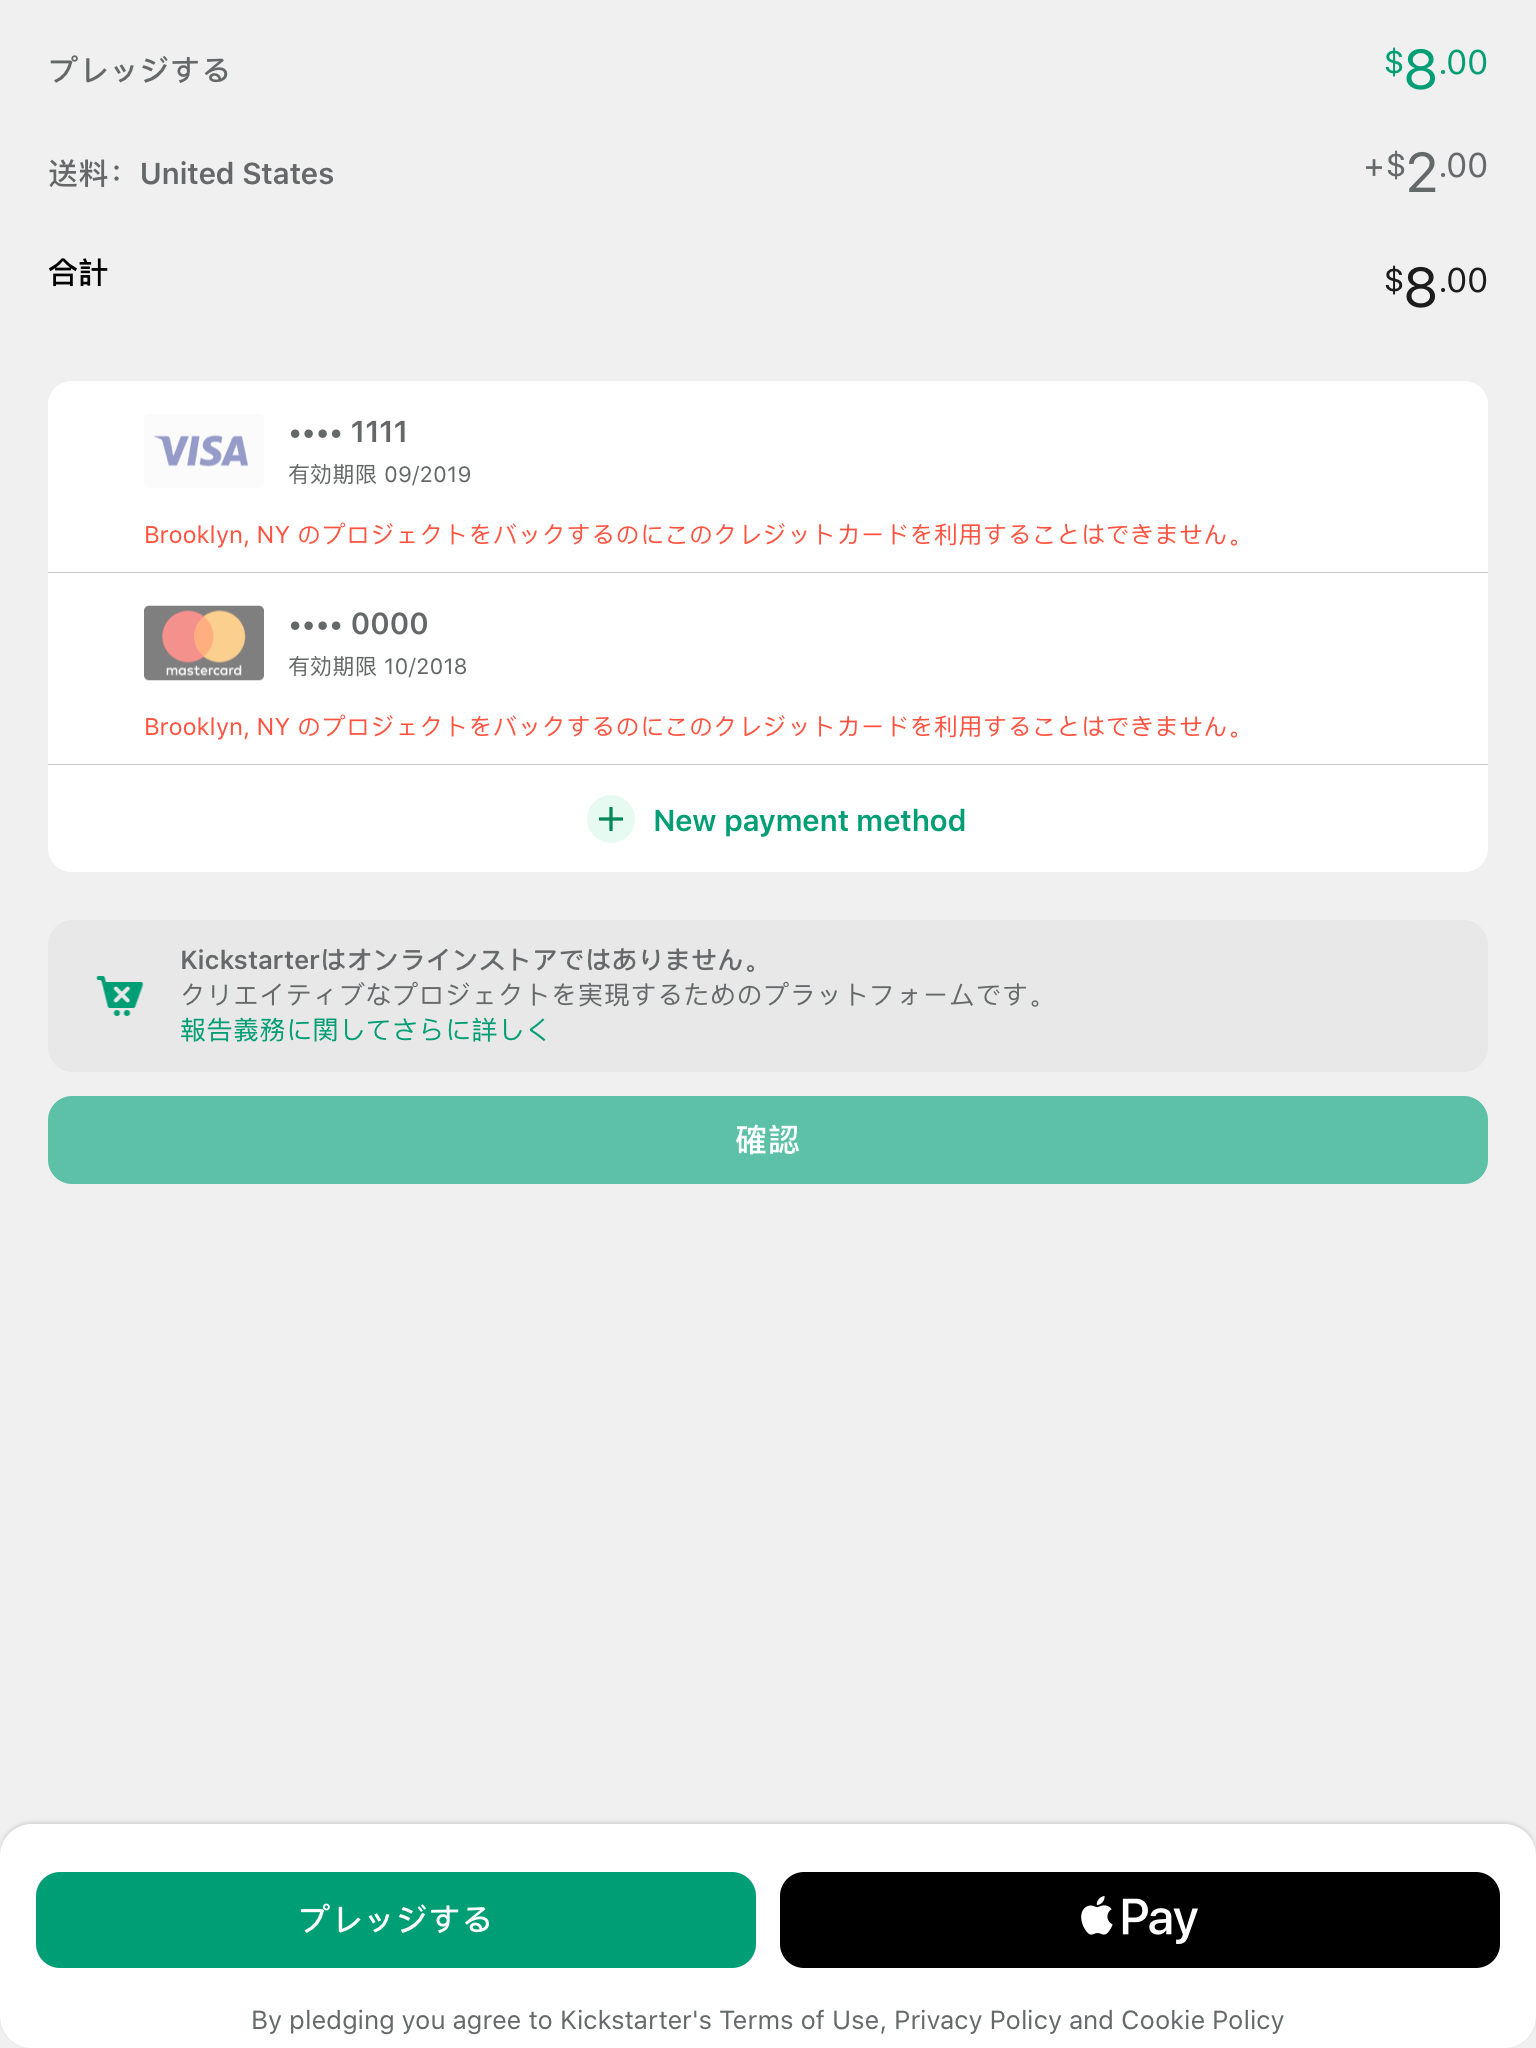 プレッジする
$8.00
送料： United States
+$2.00
合計
$8.00
VISA
•••• 1111
有効期限 09/2019
Brooklyn, NY のプロジェクトをバックするのにこのクレジットカードを利用することはできません。
mastercard
•••• 0000
有効期限 10/2018
Brooklyn, NY のプロジェクトをバックするのにこのクレジットカードを利用することはできません。
New payment method
Kickstarterはオンラインストアではありません。
クリエイティブなプロジェクトを実現するためのプラットフォームです。
報告義務に関してさらに詳しく
確認
プレッジする
Pay
By pledging you agree to Kickstarter's Terms of Use, Privacy Policy and Cookie Policy